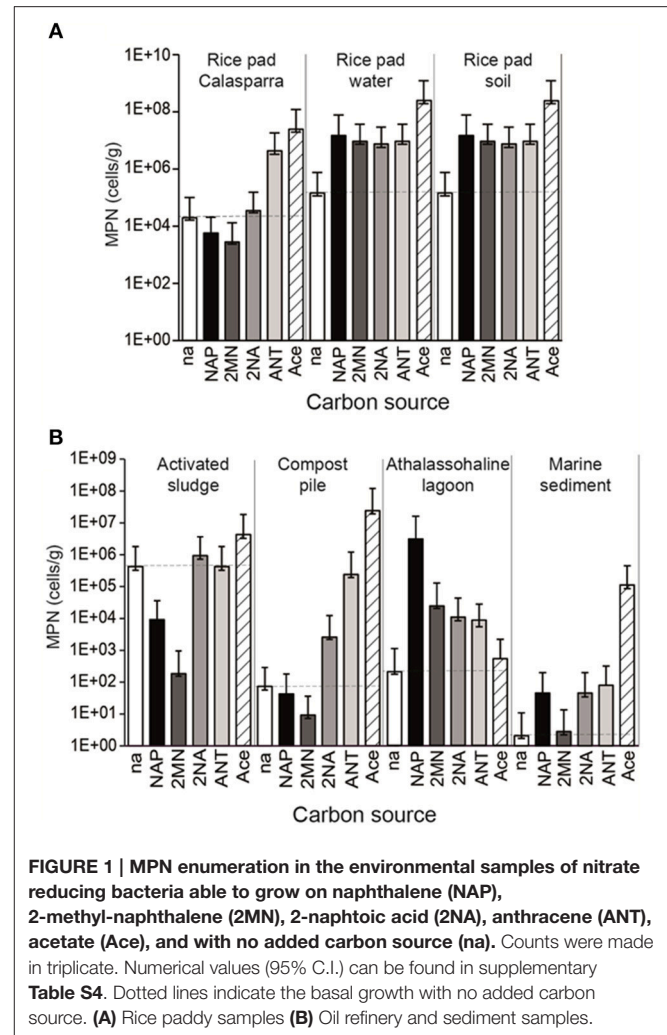 A
Rice pad Calasparra
Rice pad water
Rice pad soil
MPN (cells/g)
1E+10
1E+08
1E+06
1E+04
1E+02
1E+00
na NAP 2MN 2NA ANT Ace na NAP 2MN 2NA ANT Ace na NAP 2MN 2NA ANT Ace
Carbon source
B
Activated sludge
Compost pile
Athalassohaline lagoon
Marine sediment
MPN (cells/g)
1E+09
1E+08
1E+07
1E+06
1E+05
1E+04
1E+03
1E+02
1E+01
1E+00
na NAP 2MN 2NA ANT Ace na NAP 2MN 2NA ANT Ace na NAP 2MN 2NA ANT Ace na NAP 2MN 2NA ANT Ace
Carbon source
FIGURE 1 | MPN enumeration in the environmental samples of nitrate
reducing bacteria able to grow on naphthalene (NAP),
2-methyl-naphthalene (2MN), 2-naphtoic acid (2NA), anthracene (ANT),
acetate (Ace), and with no added carbon source (na). Counts were made
in triplicate. Numerical values (95% C.I.) can be found in supplementary
Table S4. Dotted lines indicate the basal growth with no added carbon
source. (A) Rice paddy samples (B) Oil refinery and sediment samples.